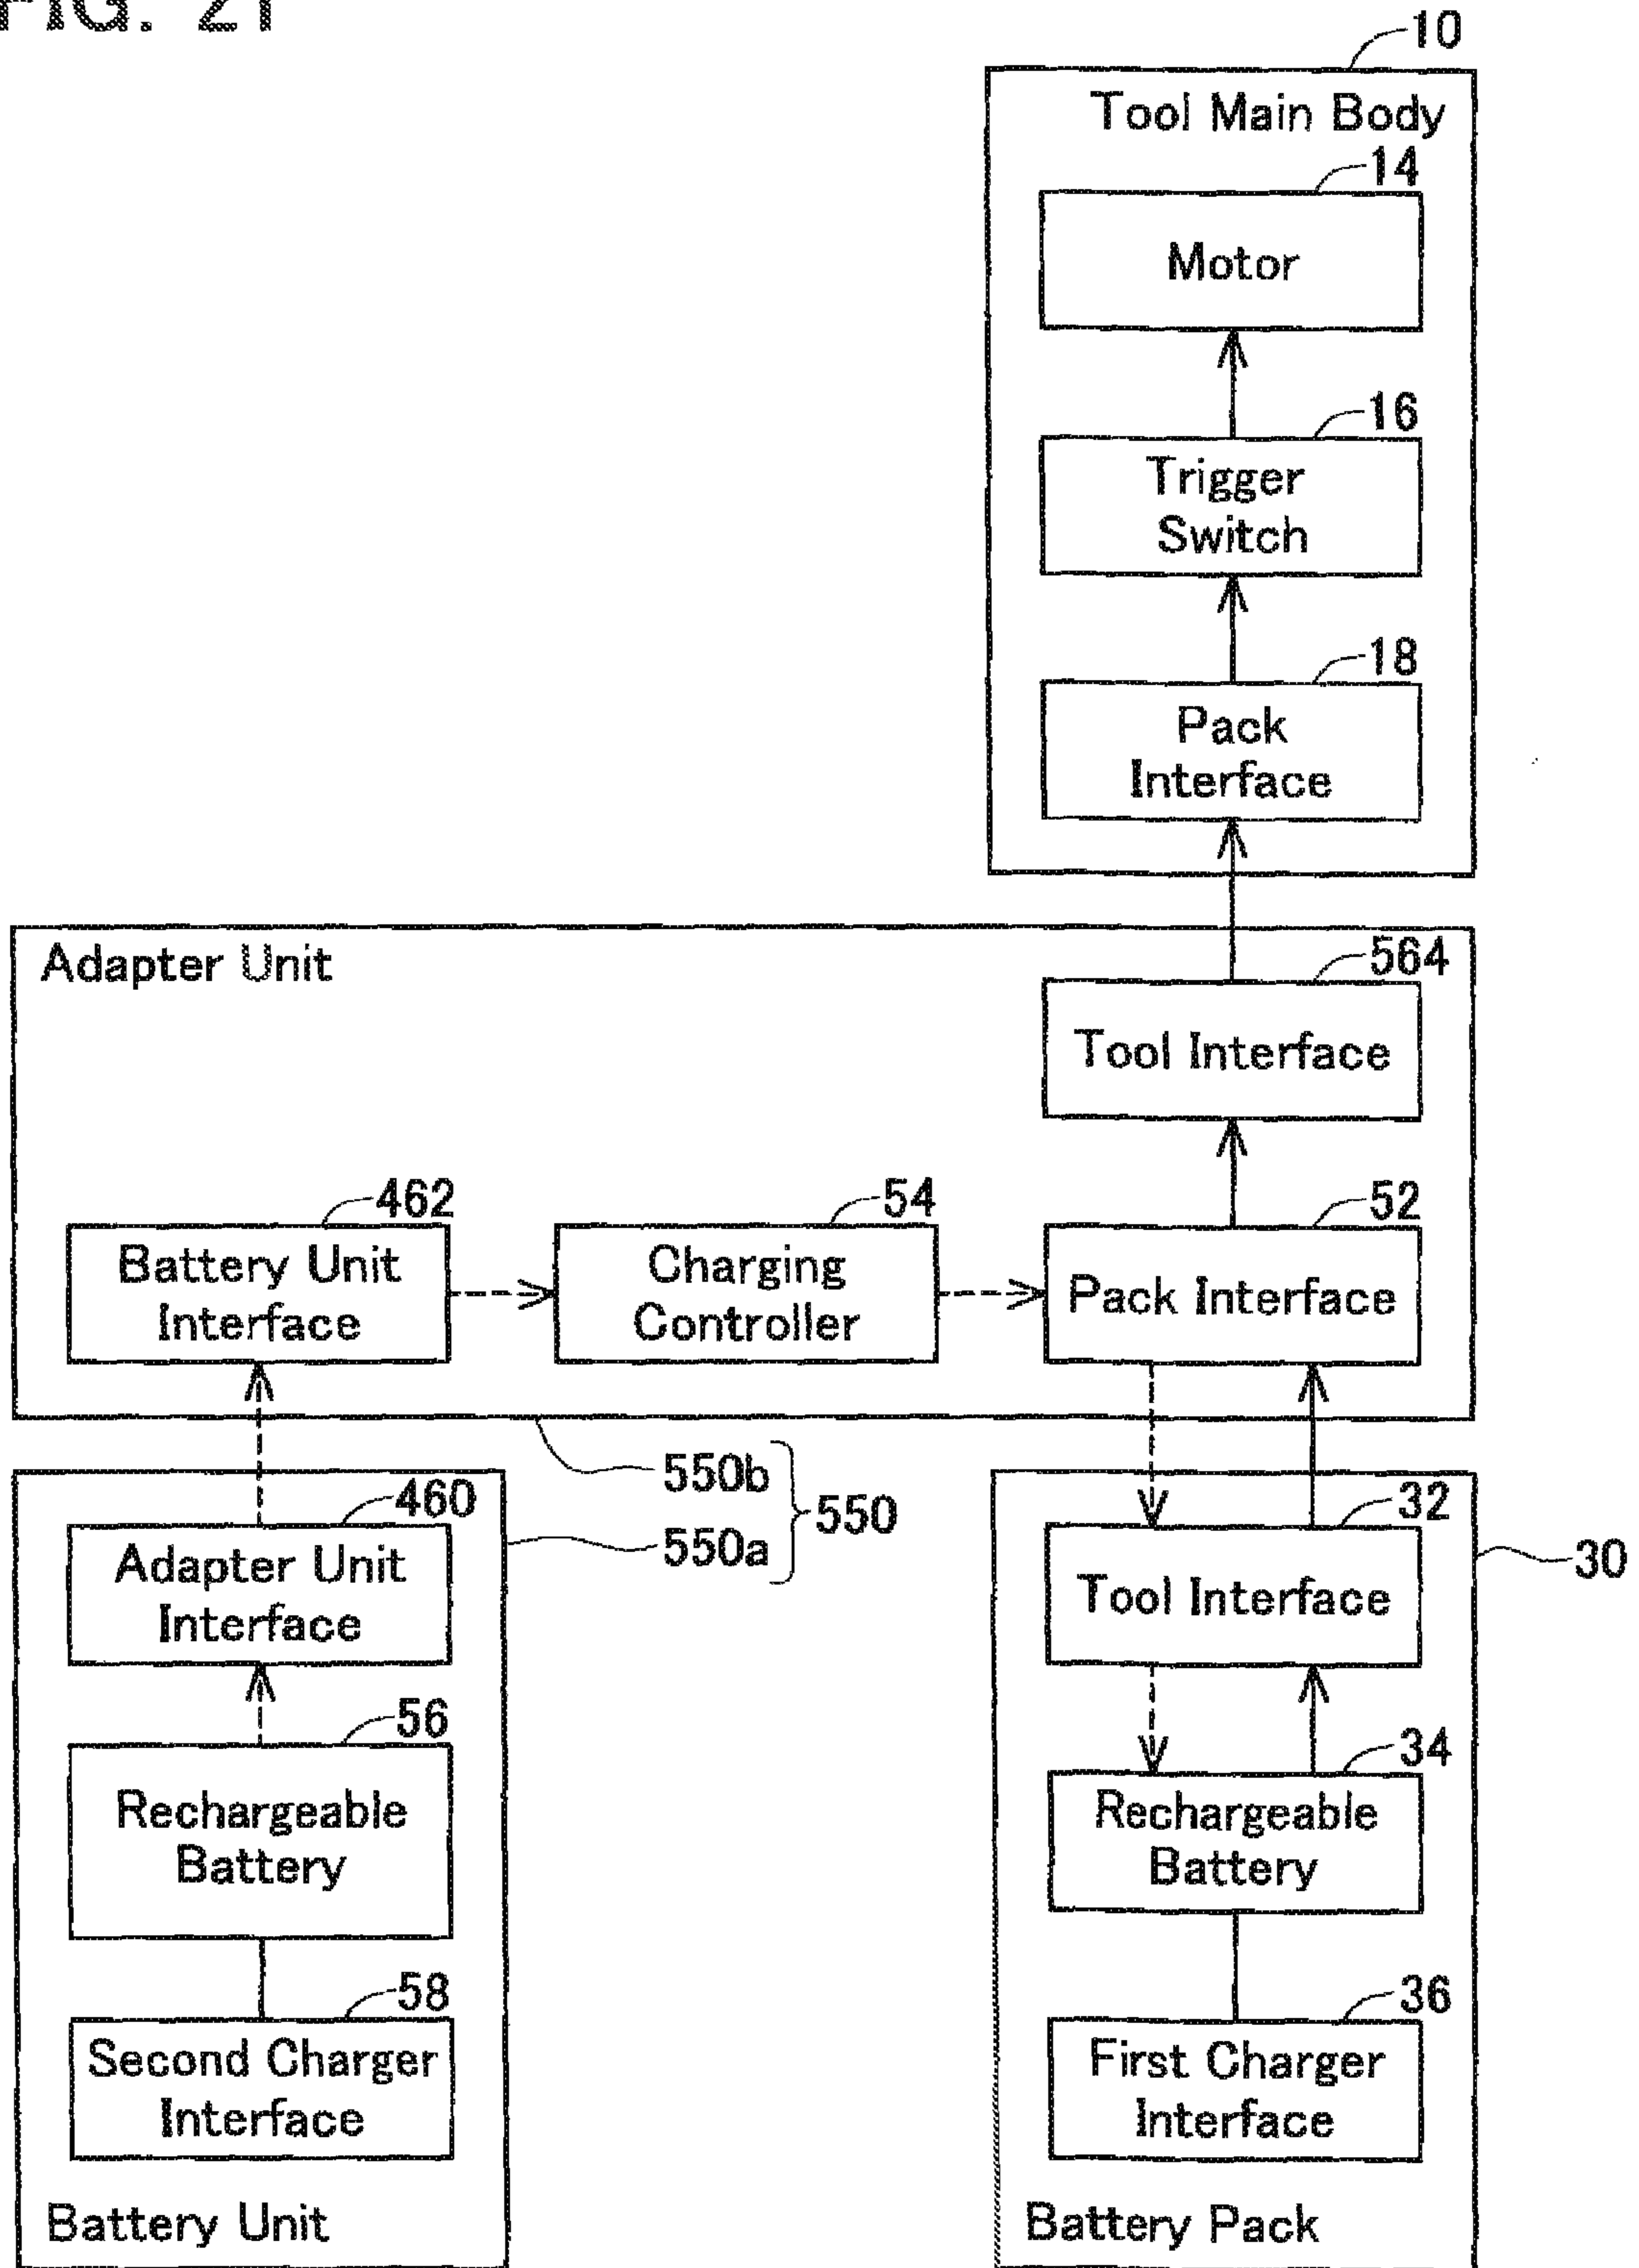 FIG. 21
10
Tool Main Body
14
Motor
16
Trigger
Switch
18
Pack
Interface
Adapter Unit
564
Tool Interface
462
Battery Unit
Interface
54
Charging
Controller
52
Pack Interface
550b
550a
550
460
Adapter Unit
Interface
56
Rechargeable
Battery
58
Second Charger
Interface
Battery Unit
32
30
Tool Interface
34
Rechargeable
Battery
36
First Charger
Interface
Battery Pack